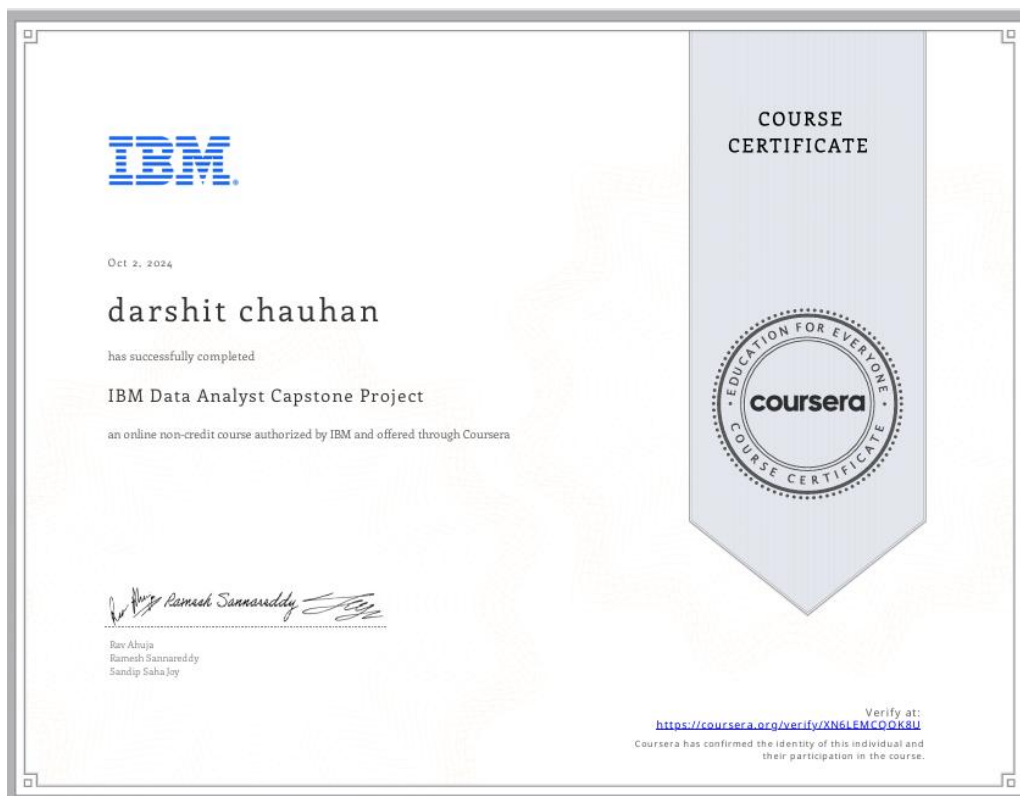 IBM®
COURSE
CERTIFICATE
Oct 2, 2024
darshit chauhan
has successfully completed
IBM Data Analyst Capstone Project
an online non-credit course authorized by IBM and offered through Coursera
EDUCATION FOR EVERYONE
coursera
COURSE CERTIFICATE
Ramesh Sannareddy
Rav Ahuja
Ramesh Sannareddy
Sandip Saha Joy
Verify at:
https://coursera.org/verify/XN6LEMCQOK8U
Coursera has confirmed the identity of this individual and
their participation in the course.